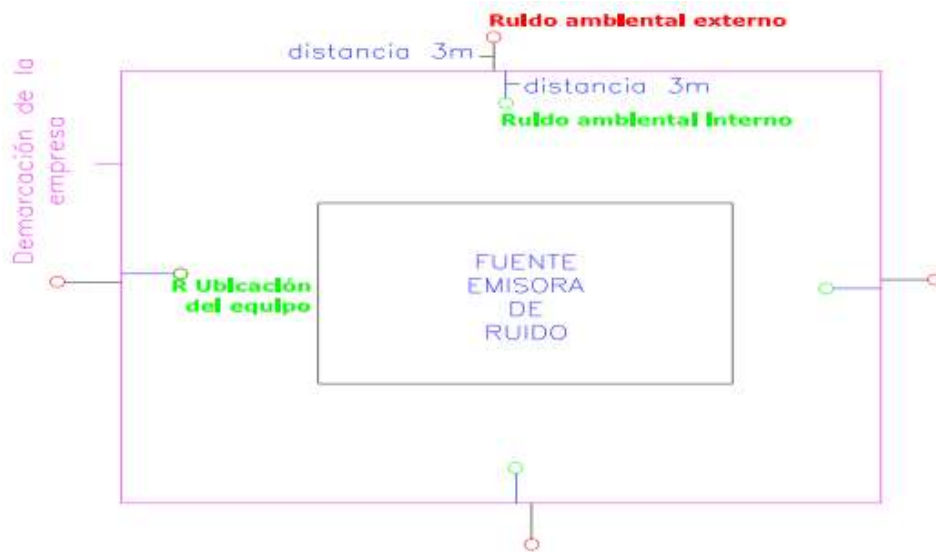 Ruido ambiental externo
distancia 3m
distancia 3m
Ruido ambiental interno
Demarcación de la
empresa
R Ubicación
del equipo
FUENTE
EMISORA
DE
RUIDO